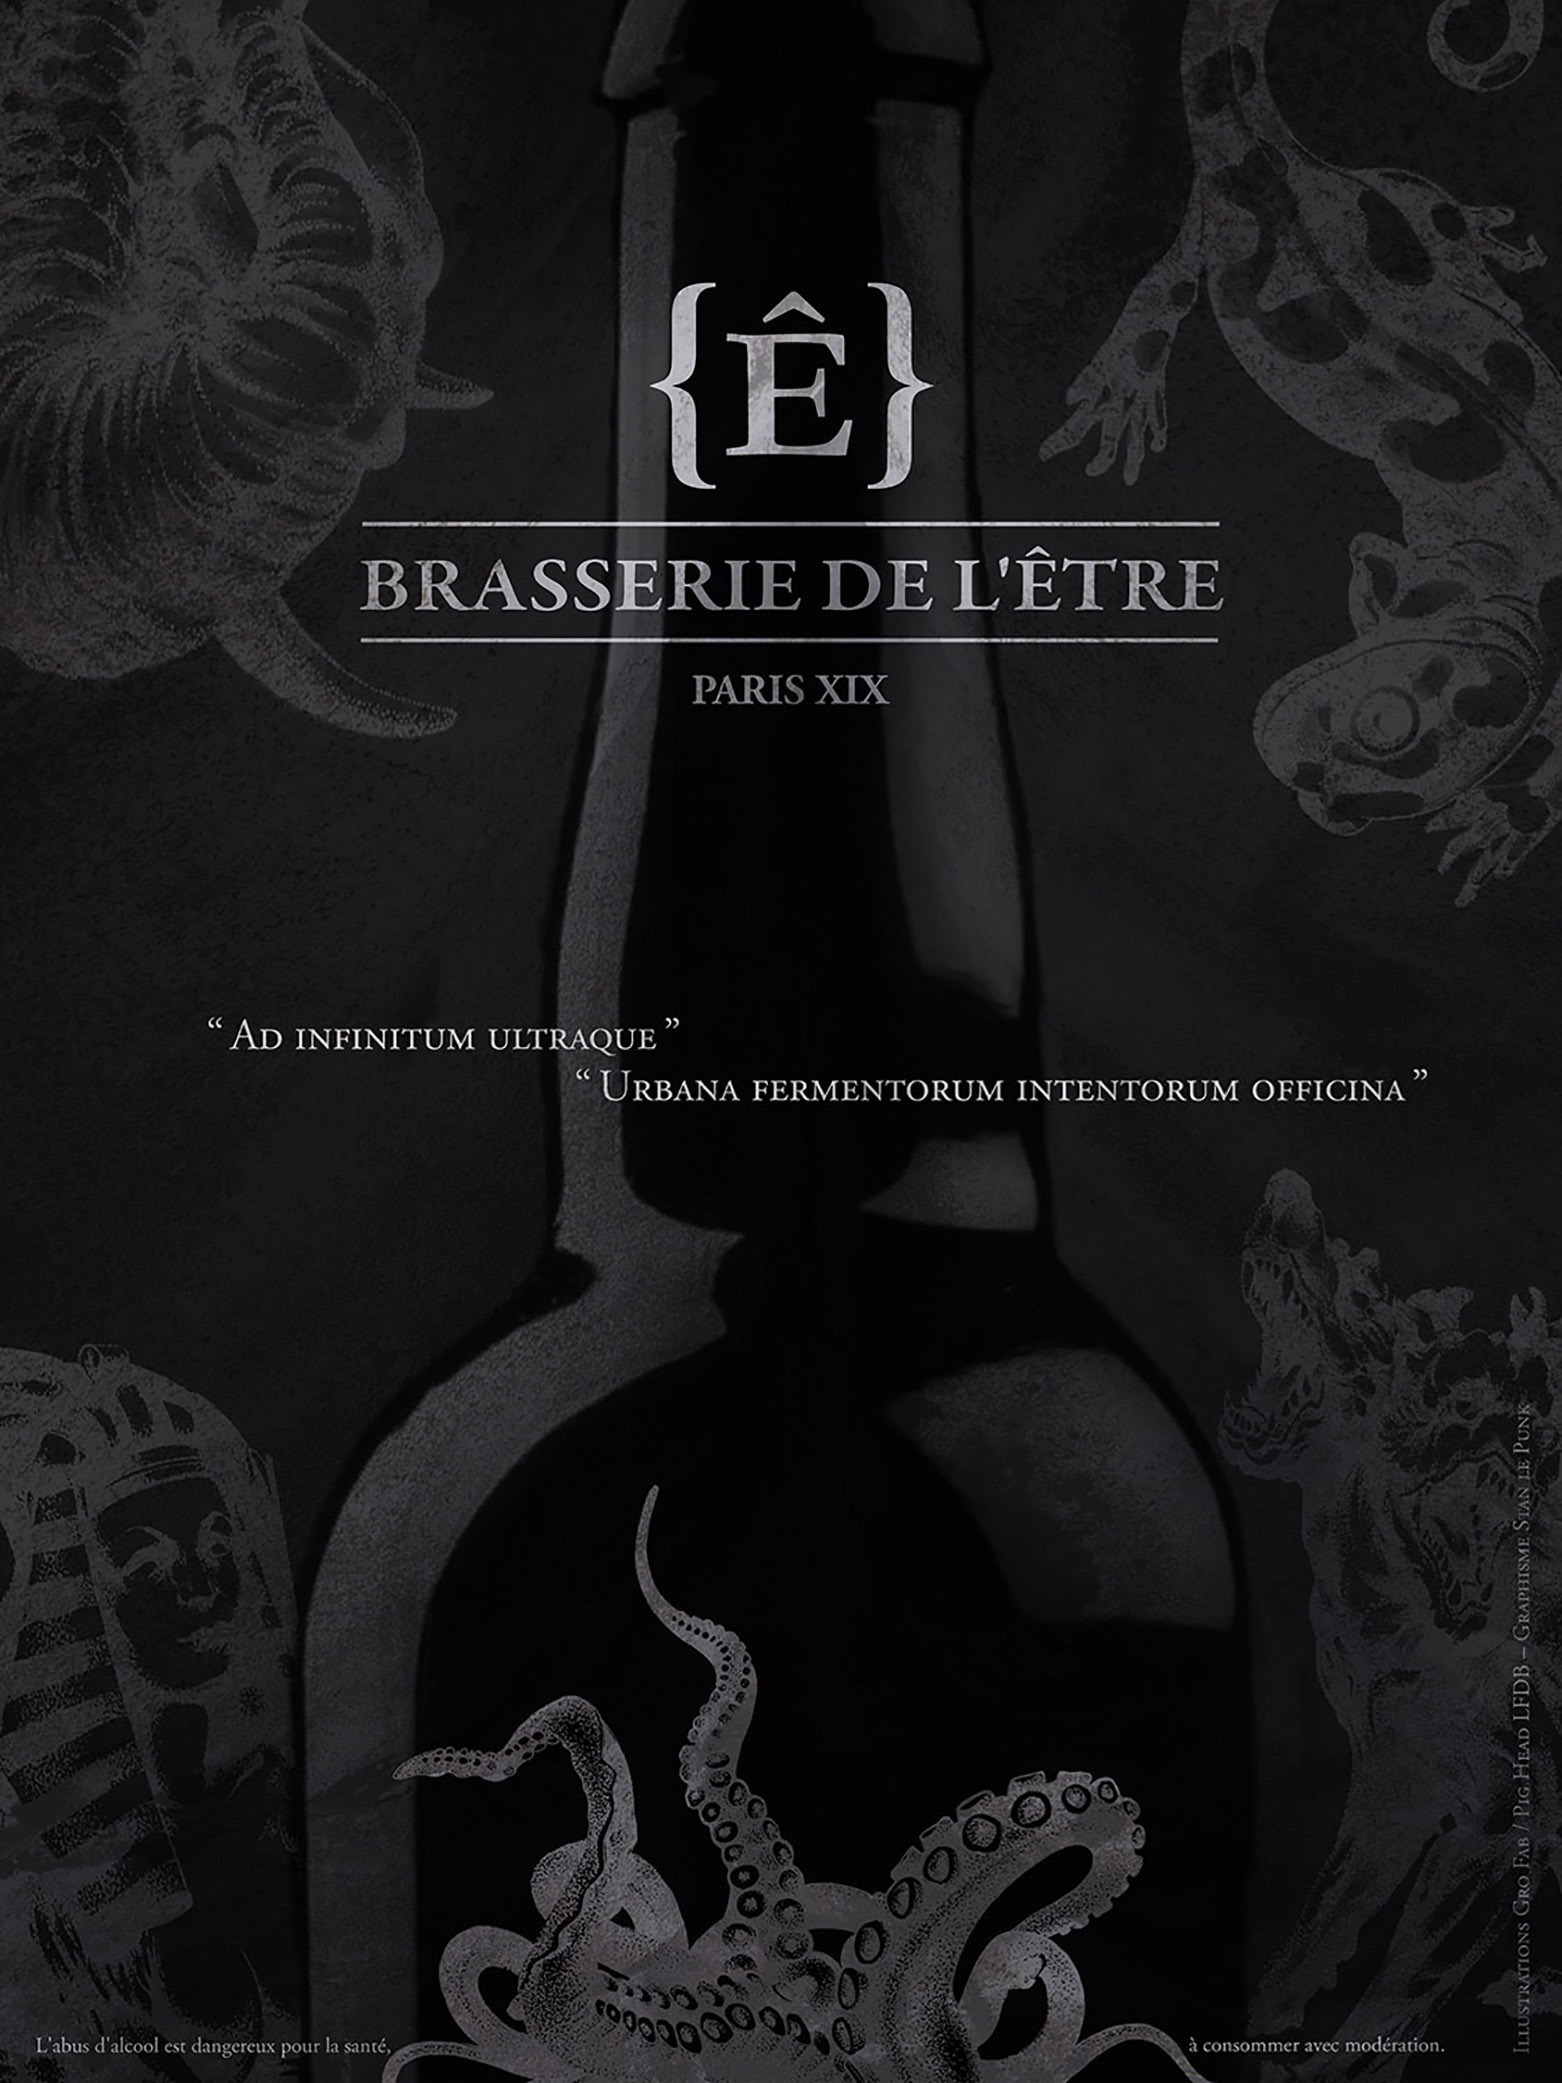 {Ê}
BRASSERIE DE L'ÊTRE
PARIS XIX
“ Ad infinitum ultraque ”
“ Urbana fermentorum intentorum officina ”
L'abus d'alcool est dangereux pour la santé,
à consommer avec modération.
Illustrations Gro Fab / Pig.Head LFDB – Graphisme Stan le Punk